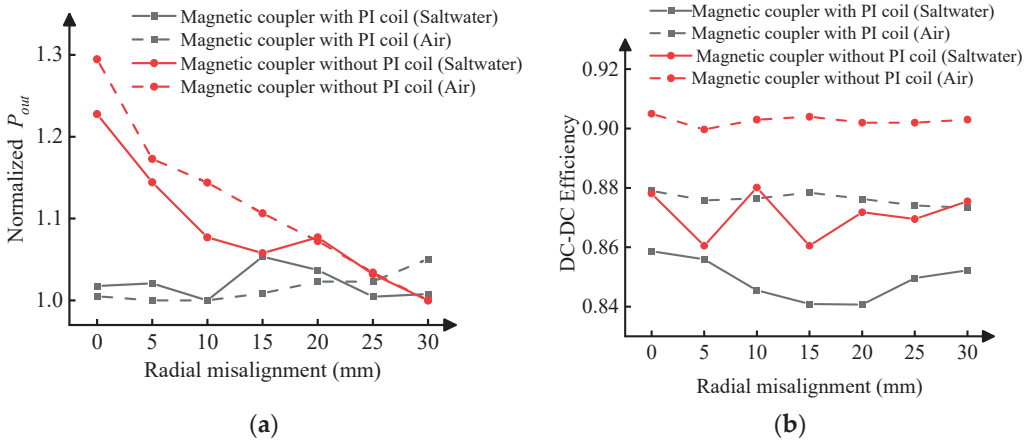 Magnetic coupler with PI coil (Saltwater)
Magnetic coupler with PI coil (Air)
Magnetic coupler without PI coil (Saltwater)
Magnetic coupler without PI coil (Air)
Normalized P_out
1.3
1.2
1.1
1.0
0 5 10 15 20 25 30
Radial misalignment (mm)
(a)
Magnetic coupler with PI coil (Saltwater)
Magnetic coupler with PI coil (Air)
Magnetic coupler without PI coil (Saltwater)
Magnetic coupler without PI coil (Air)
DC-DC Efficiency
0.92
0.90
0.88
0.86
0.84
0 5 10 15 20 25 30
Radial misalignment (mm)
(b)